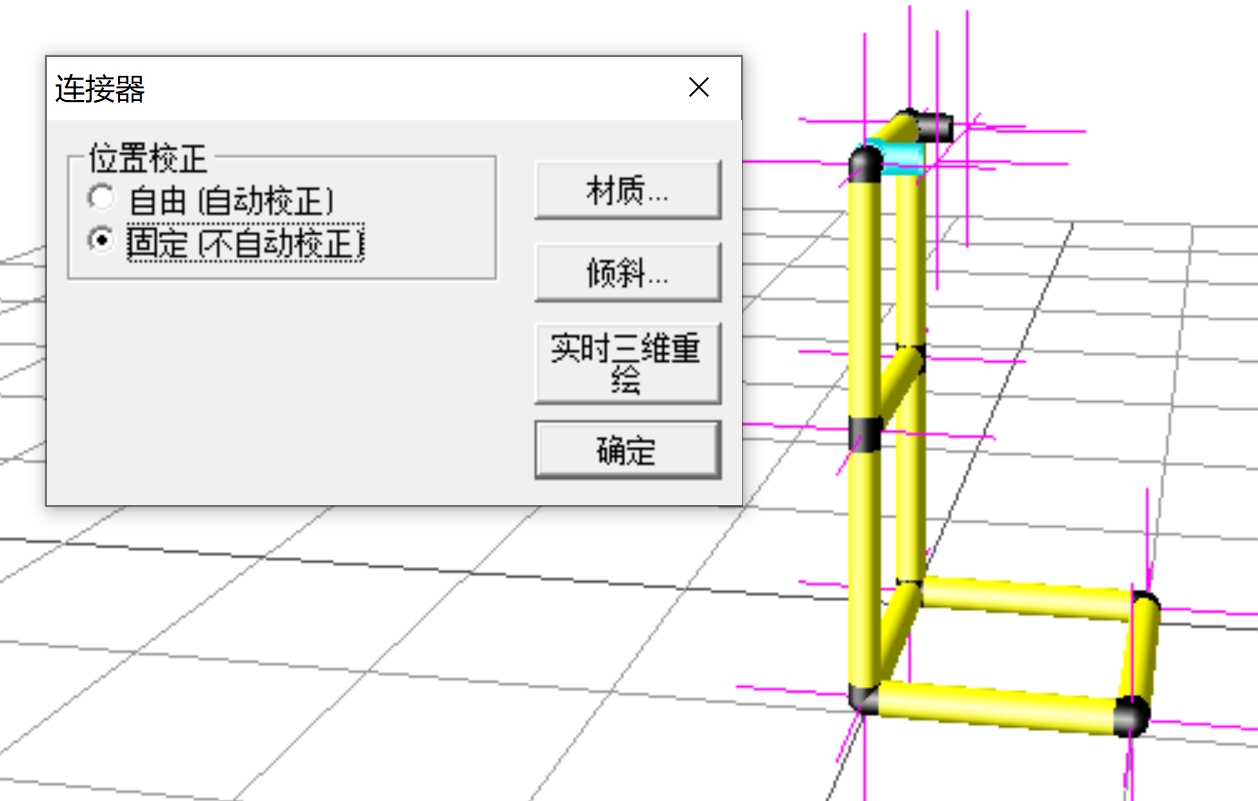 连接器
位置校正
自由 (自动校正)
固定 (不自动校正)
材质...
倾斜...
实时三维重
绘
确定